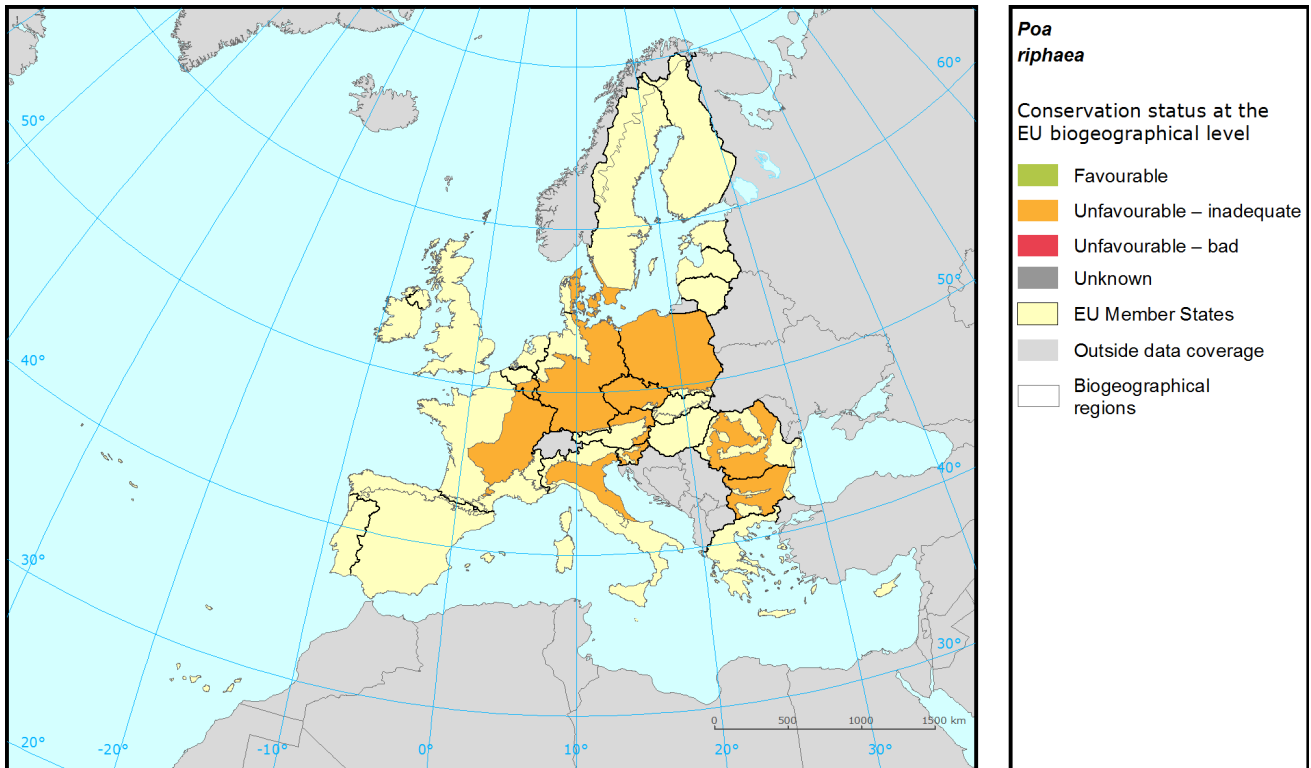 Poa
riphaea
Conservation status at the
EU biogeographical level
Favourable
Unfavourable – inadequate
Unfavourable – bad
Unknown
EU Member States
Outside data coverage
Biogeographical
regions
60°
50°
50°
40°
40°
30°
30°
0 500 1000 1500 km
20° -20° -10° 0° 10° 20° 30°